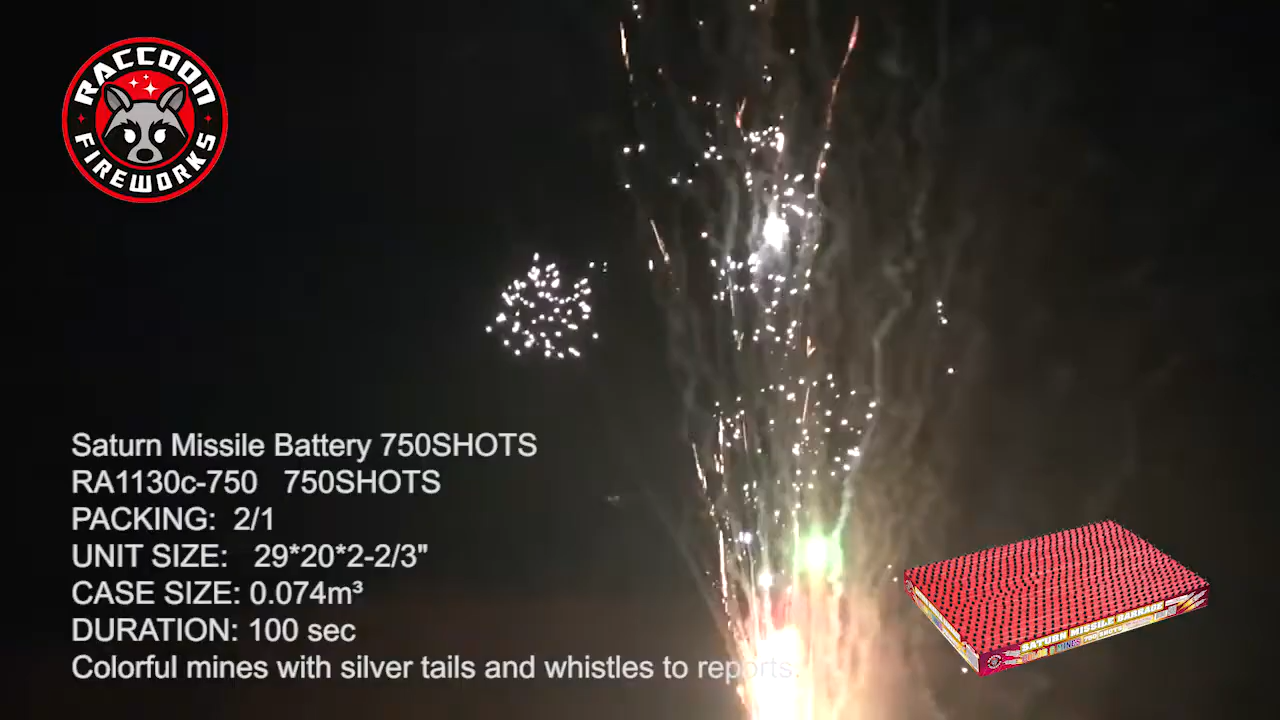 RACCOON
FIREWORKS
Saturn Missile Battery 750SHOTS
RA1130c-750 750SHOTS
PACKING: 2/1
UNIT SIZE: 29*20*2-2/3"
CASE SIZE: 0.074m³
DURATION: 100 sec
Colorful mines with silver tails and whistles to reports.
SATURN MISSILE BARRAGE